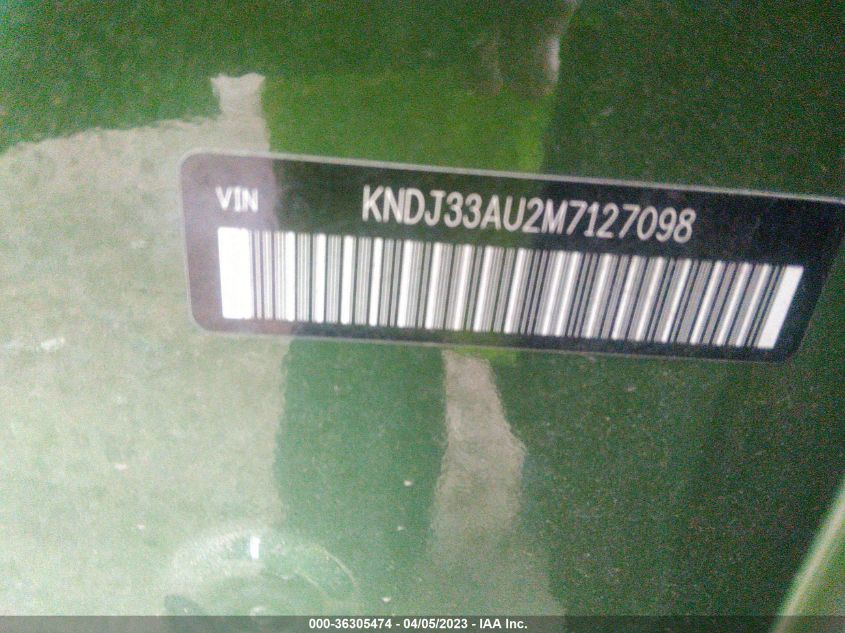 VIN KNDJ33AU2M7127098
000-36305474 - 04/05/2023 - IAA Inc.